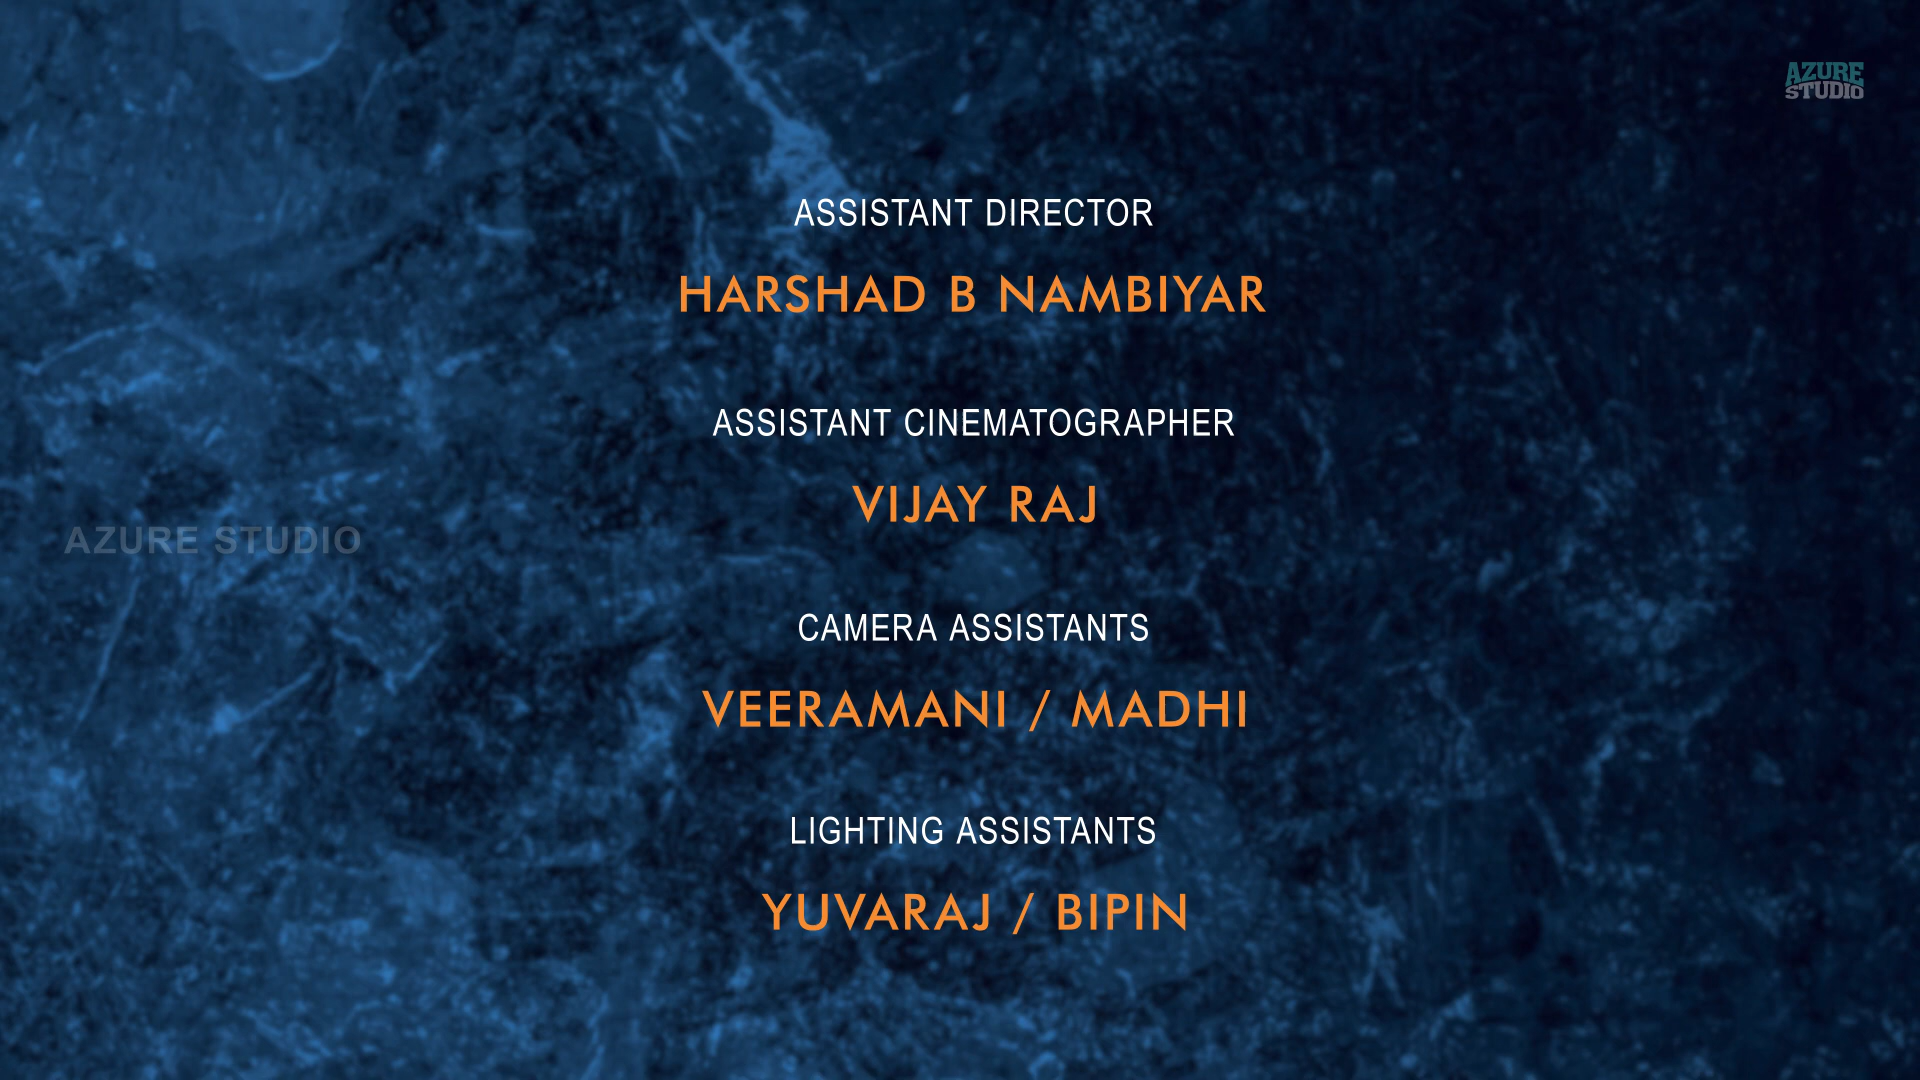 AZURE
STUDIO
ASSISTANT DIRECTOR
HARSHAD B NAMBIYAR
ASSISTANT CINEMATOGRAPHER
VIJAY RAJ
AZURE STUDIO
CAMERA ASSISTANTS
VEERAMANI / MADHI
LIGHTING ASSISTANTS
YUVARAJ / BIPIN